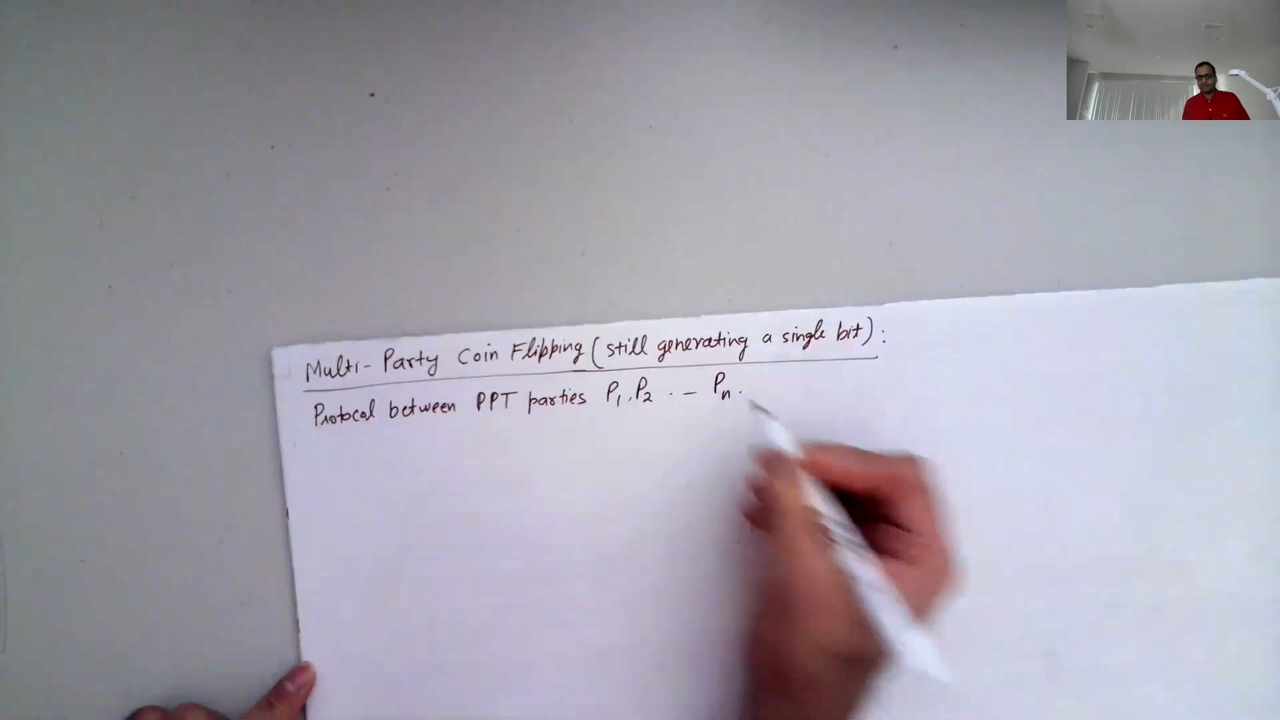 Multi-Party Coin Flipping (still generating a single bit):
Protocol between PPT parties P₁, P₂ . — Pₙ.